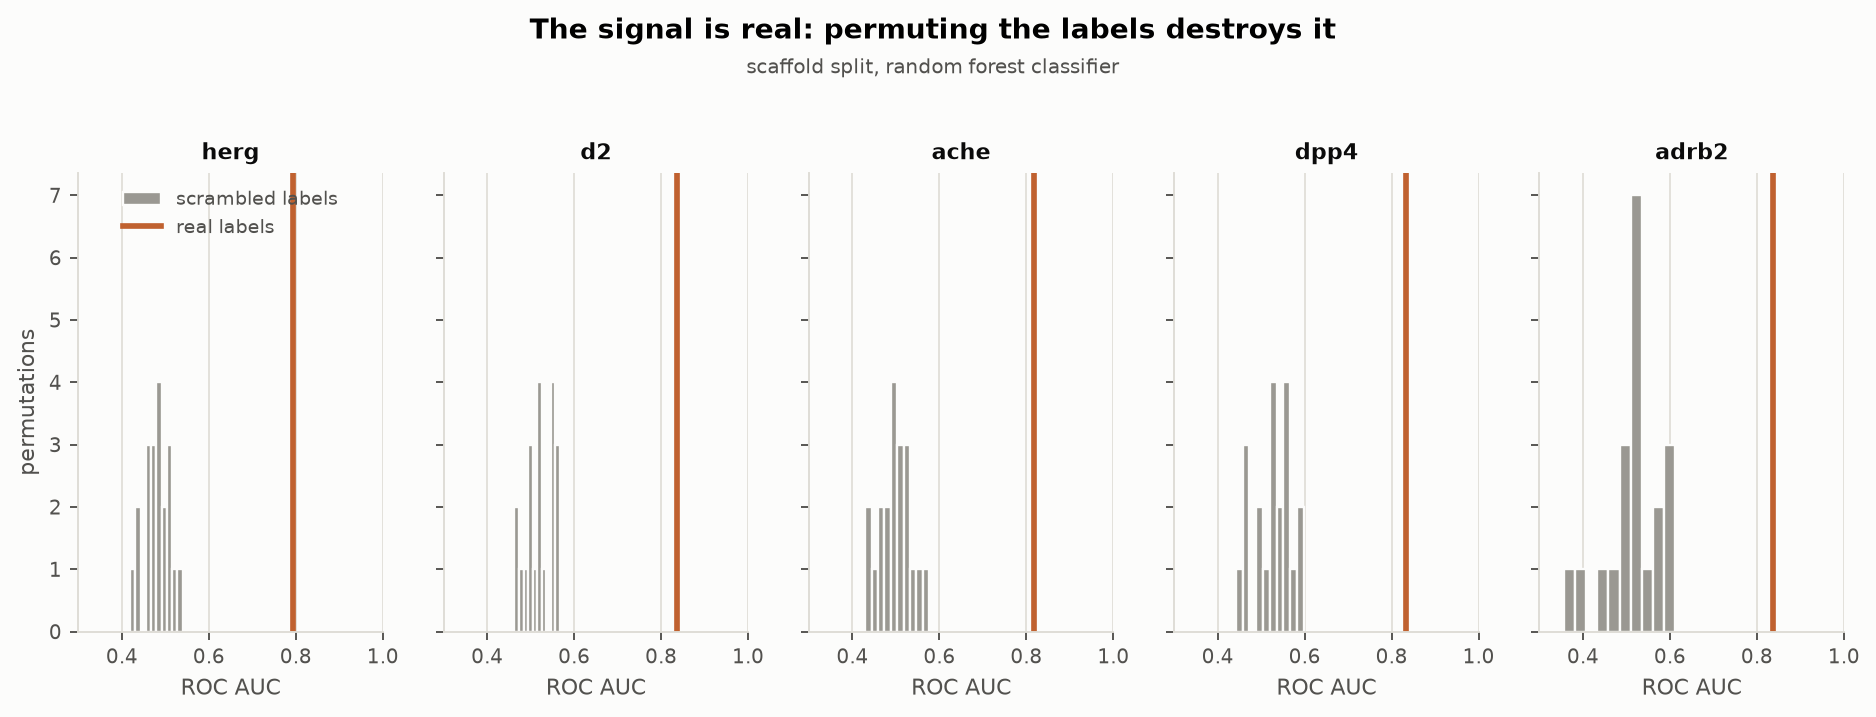 The signal is real: permuting the labels destroys it
scaffold split, random forest classifier
herg
d2
ache
dpp4
adrb2
scrambled labels
real labels
permutations
7
6
5
4
3
2
1
0
0.4 0.6 0.8 1.0
0.4 0.6 0.8 1.0
0.4 0.6 0.8 1.0
0.4 0.6 0.8 1.0
0.4 0.6 0.8 1.0
ROC AUC
ROC AUC
ROC AUC
ROC AUC
ROC AUC